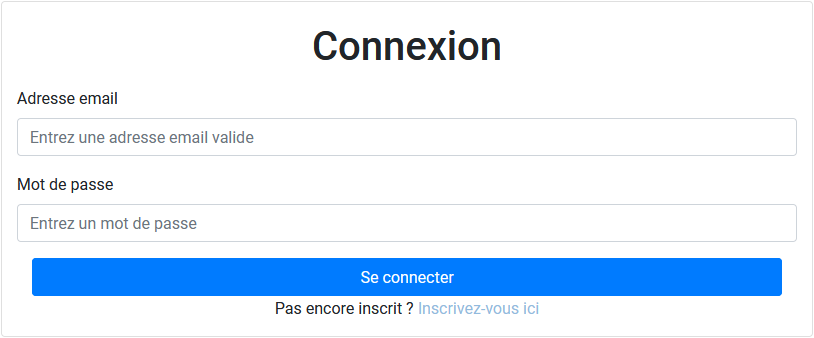 Connexion
Adresse email
Entrez une adresse email valide
Mot de passe
Entrez un mot de passe
Se connecter
Pas encore inscrit ? Inscrivez-vous ici